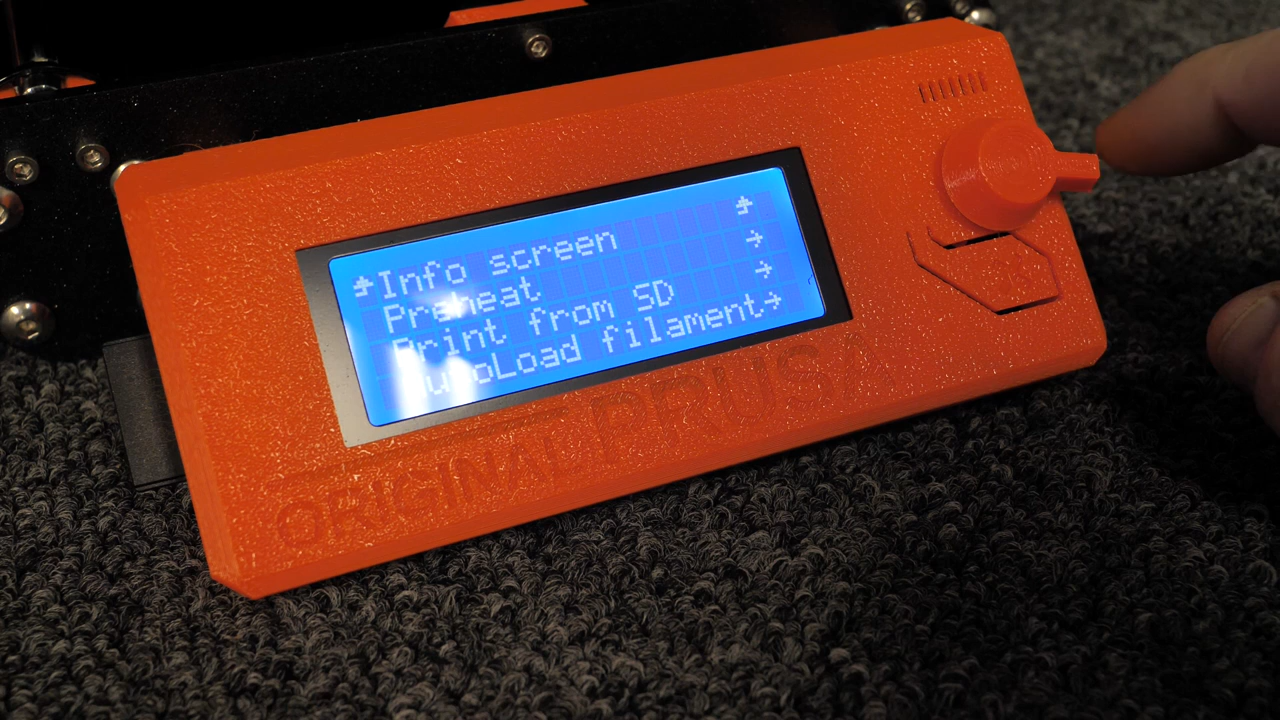 Info screen
Preheat
Print from SD
AutoLoad filament
ORIGINAL PRUSA